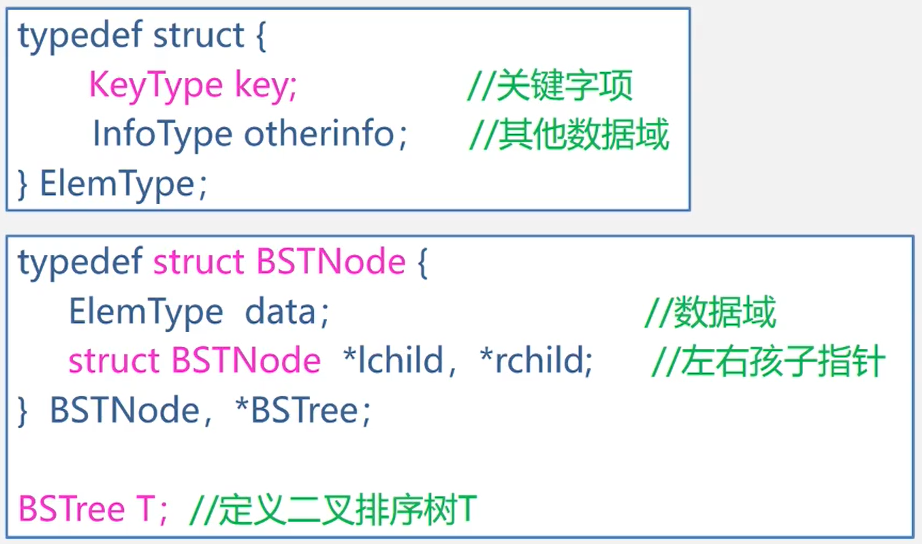 typedef struct {
KeyType key; //关键字项
InfoType otherinfo； //其他数据域
} ElemType；
typedef struct BSTNode {
ElemType data； //数据域
struct BSTNode *lchild，*rchild; //左右孩子指针
} BSTNode，*BSTree；
BSTree T；//定义二叉排序树T